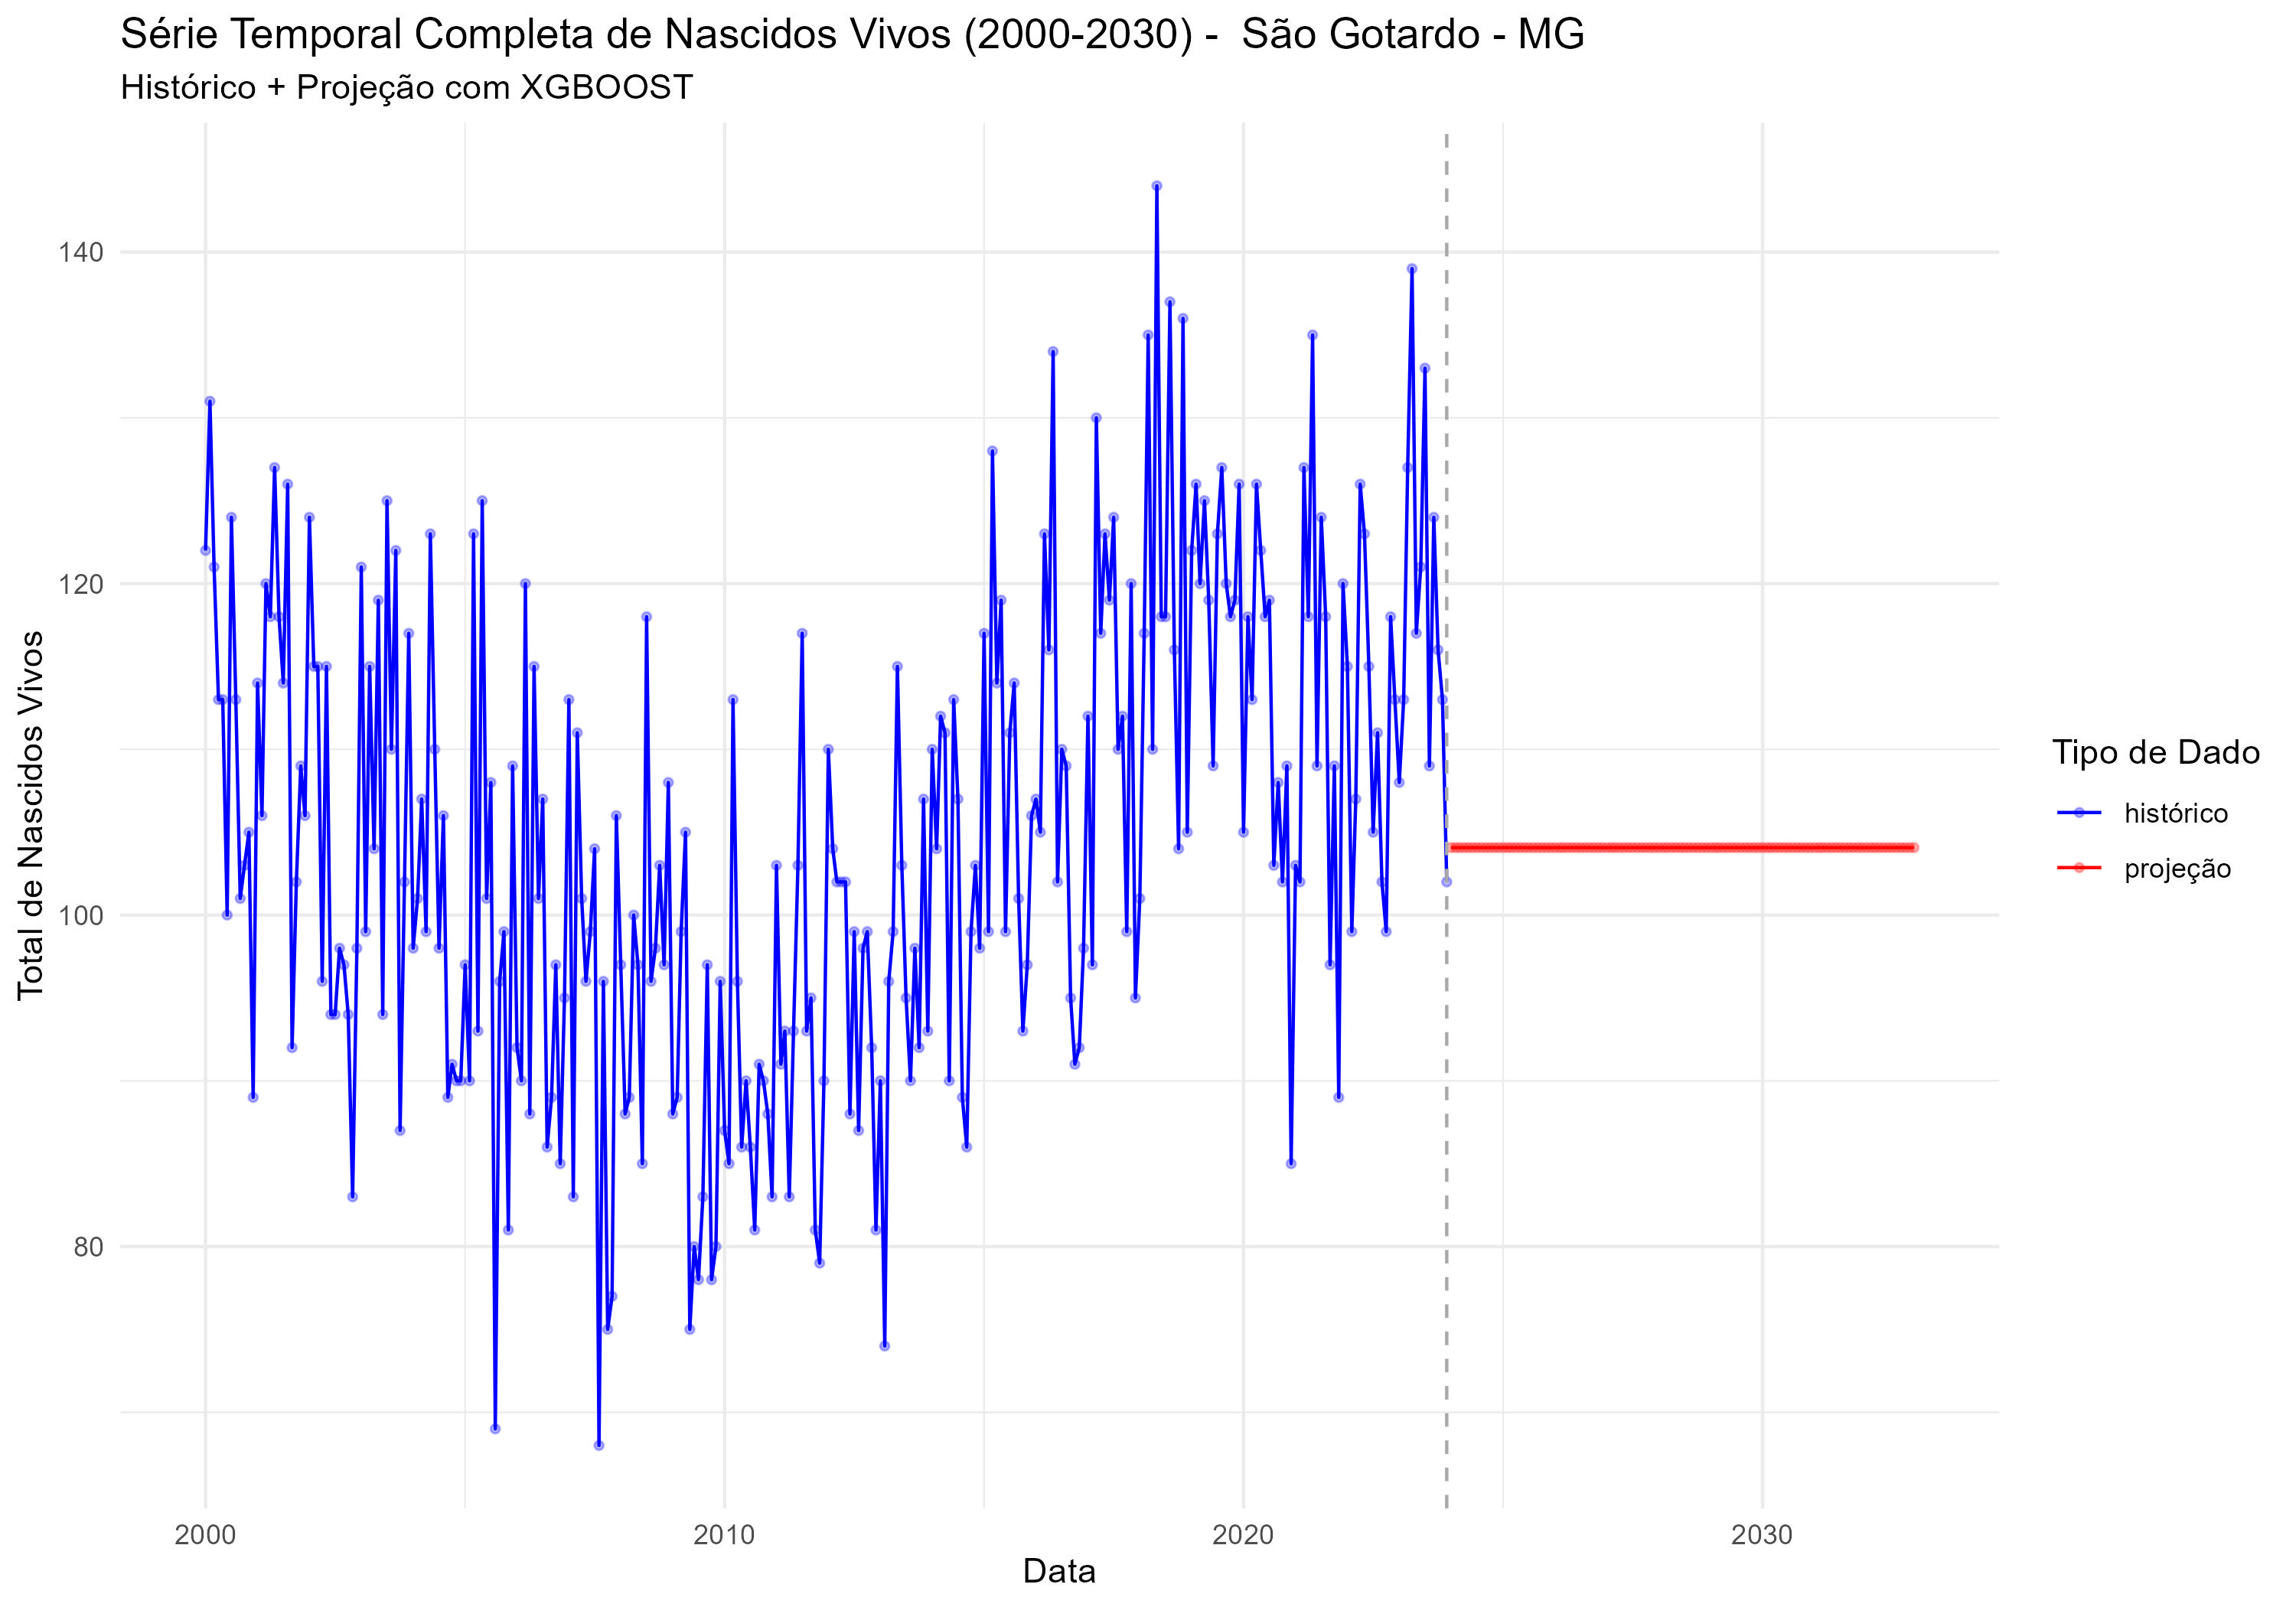 Série Temporal Completa de Nascidos Vivos (2000-2030) -  São Gotardo - MG
Histórico + Projeção com XGBOOST
Total de Nascidos Vivos
140
120
100
80
2000
2010
2020
2030
Data
Tipo de Dado
histórico
projeção